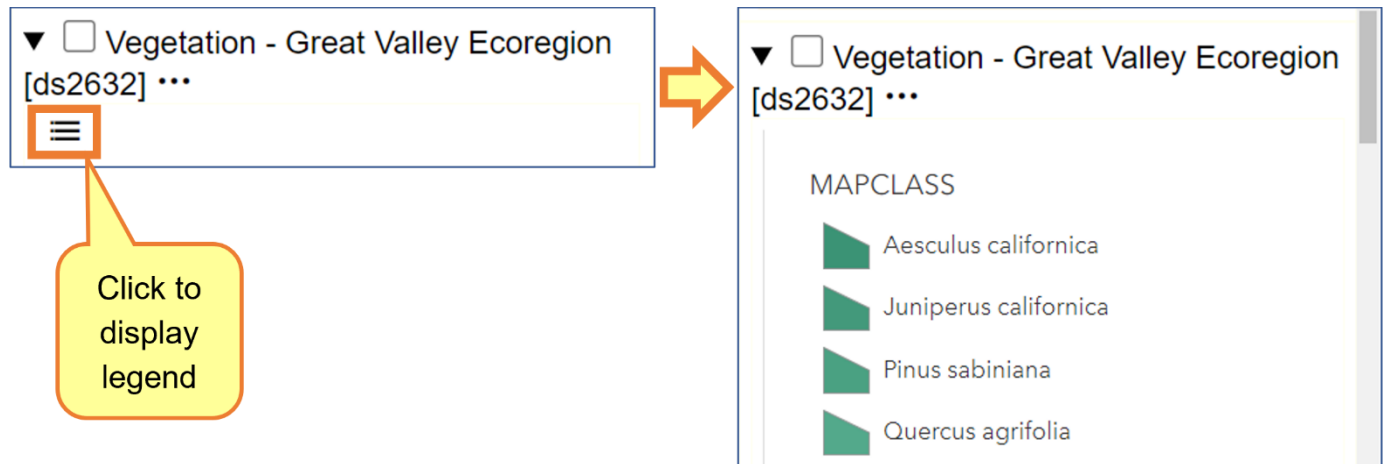 ▼ Vegetation - Great Valley Ecoregion
[ds2632] •••
Click to
display
legend
▼ Vegetation - Great Valley Ecoregion
[ds2632] •••
MAPCLASS
Aesculus californica
Juniperus californica
Pinus sabiniana
Quercus agrifolia